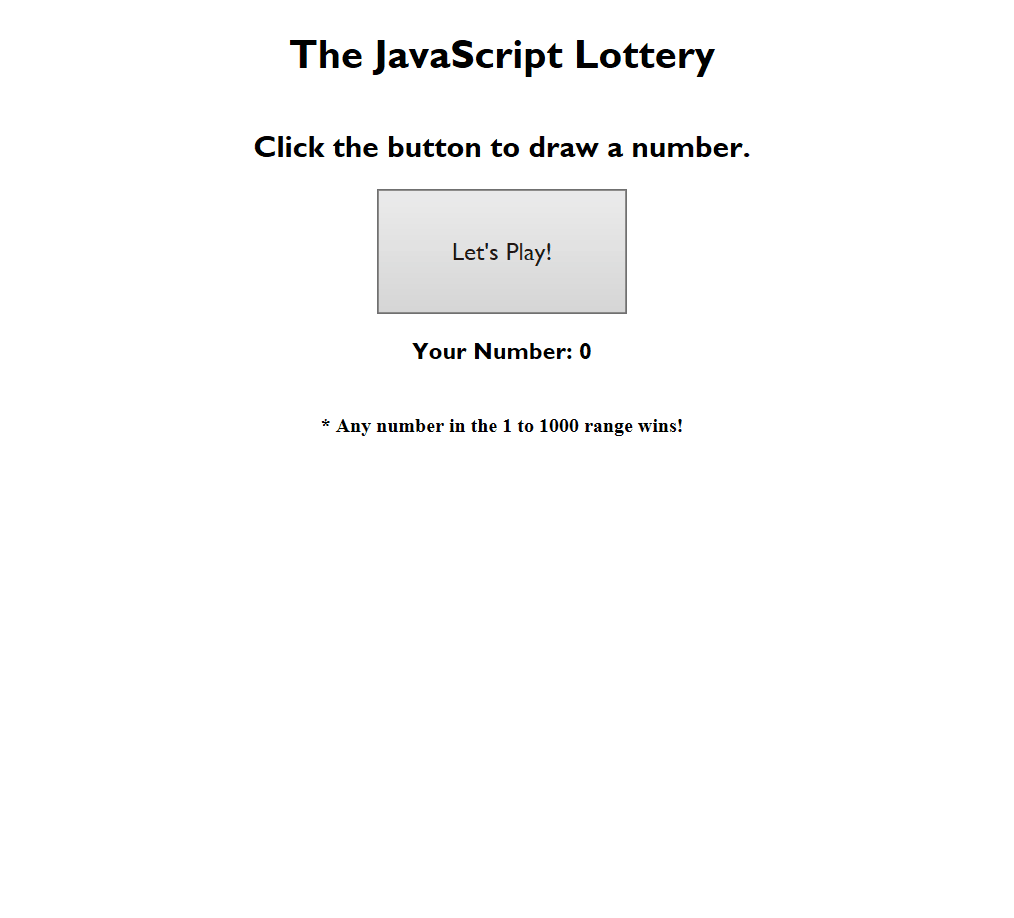 The JavaScript Lottery
Click the button to draw a number.
Let's Play!
Your Number: 0
* Any number in the 1 to 1000 range wins!